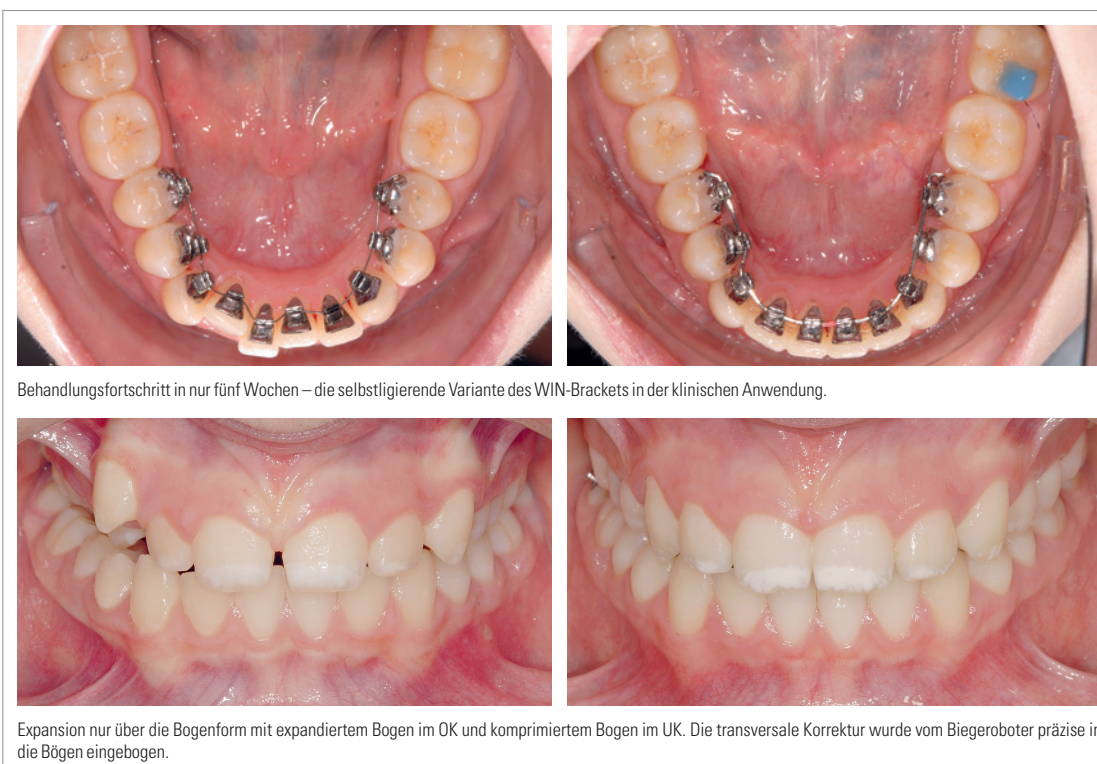 Behandlungsfortschritt in nur fünf Wochen – die selbstligierende Variante des WIN-Brackets in der klinischen Anwendung.
Expansion nur über die Bogenform mit expandiertem Bogen im OK und komprimiertem Bogen im UK. Die transversale Korrektur wurde vom Biegeroboter präzise in
die Bögen eingebogen.